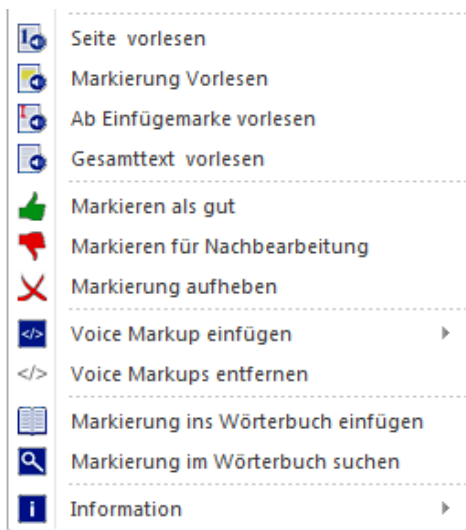 Seite vorlesen
Markierung Vorlesen
Ab Einfügemarke vorlesen
Gesamttext vorlesen
Markieren als gut
Markieren für Nachbearbeitung
Markierung aufheben
</> Voice Markup einfügen
</> Voice Markups entfernen
Markierung ins Wörterbuch einfügen
Markierung im Wörterbuch suchen
i Information